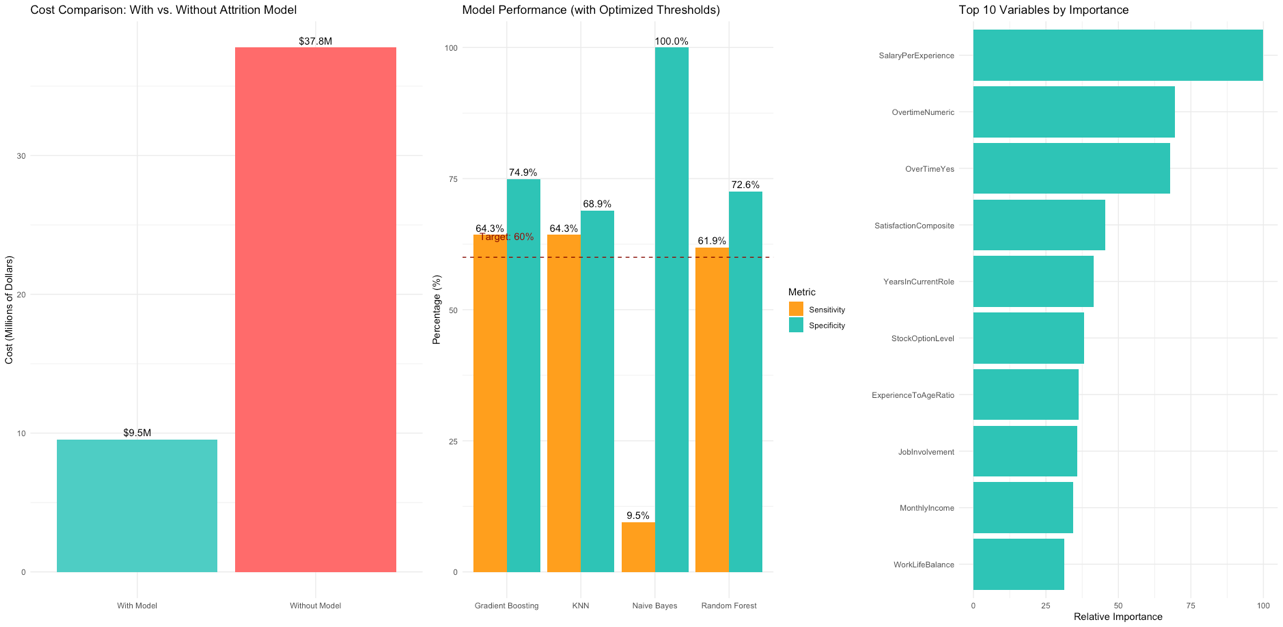 Cost Comparison: With vs. Without Attrition Model
$37.8M
30
20
10
0
$9.5M
Cost (Millions of Dollars)
With Model
Without Model
Model Performance (with Optimized Thresholds)
100
75
50
25
0
Percentage (%)
64.3%
74.9%
64.3%
68.9%
9.5%
100.0%
61.9%
72.6%
Target: 60%
Gradient Boosting
KNN
Naive Bayes
Random Forest
Metric
Sensitivity
Specificity
Top 10 Variables by Importance
SalaryPerExperience
OvertimeNumeric
OverTimeYes
SatisfactionComposite
YearsInCurrentRole
StockOptionLevel
ExperienceToAgeRatio
JobInvolvement
MonthlyIncome
WorkLifeBalance
0
25
50
75
100
Relative Importance